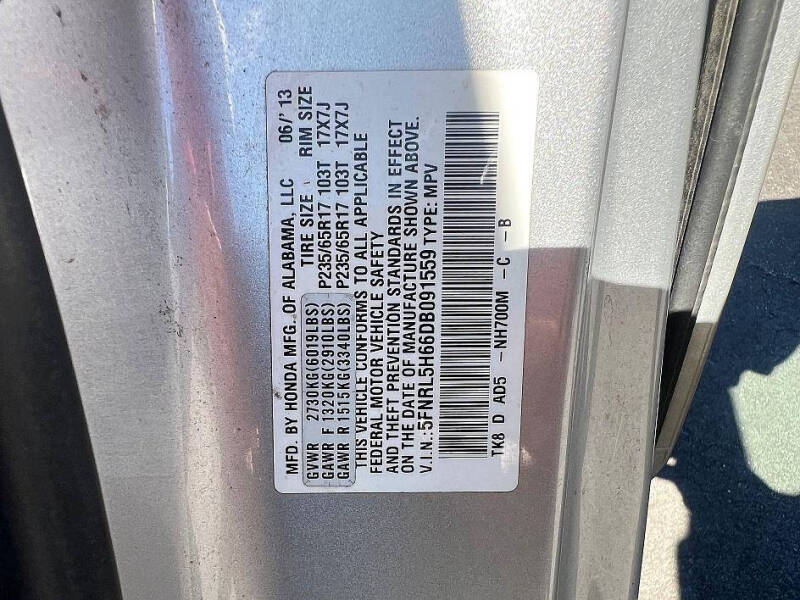 MFD. BY HONDA MFG. OF ALABAMA, LLC 06/'13
TIRE SIZE RIM SIZE
GVWR 2730KG(6019LBS)
GAWR F 1320KG(2910LBS) P235/65R17 103T 17X7J
GAWR R 1515KG(3340LBS) P235/65R17 103T 17X7J
THIS VEHICLE CONFORMS TO ALL APPLICABLE
FEDERAL MOTOR VEHICLE SAFETY
AND THEFT PREVENTION STANDARDS IN EFFECT
ON THE DATE OF MANUFACTURE SHOWN ABOVE.
V.I.N.:5FNRL5H66DB091559 TYPE: MPV
TK8 D AD5 -NH700M -C -B